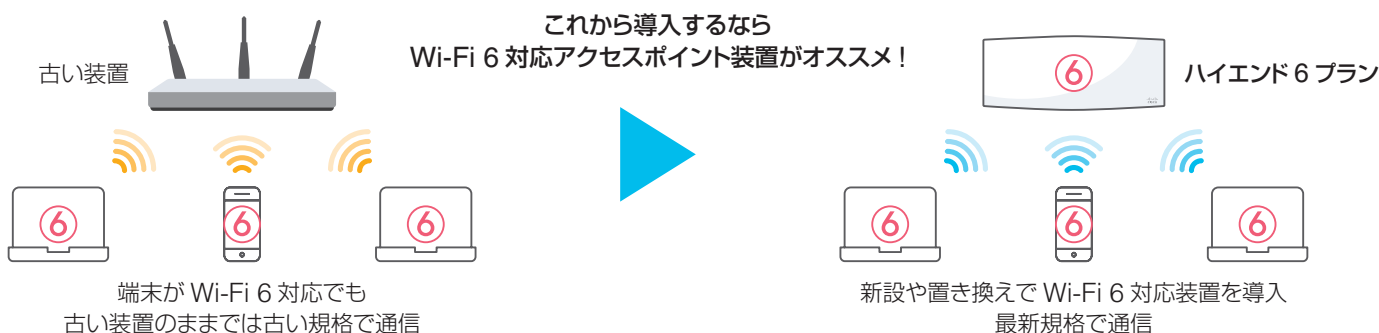 これから導入するなら
Wi-Fi 6 対応アクセスポイント装置がオススメ！
古い装置
⑥
ハイエンド 6 プラン
⑥
⑥
⑥
⑥
⑥
⑥
端末が Wi-Fi 6 対応でも
古い装置のままでは古い規格で通信
新設や置き換えで Wi-Fi 6 対応装置を導入
最新規格で通信